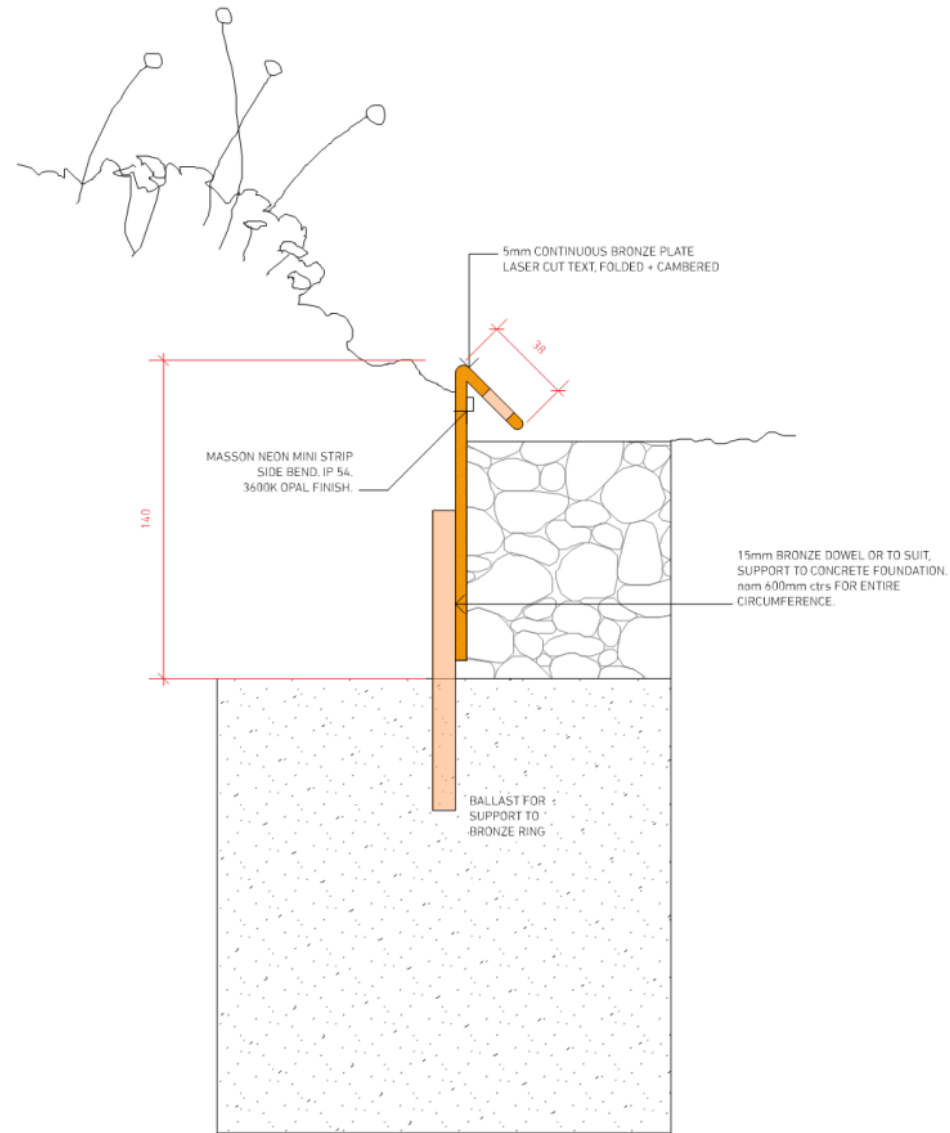 5mm CONTINUOUS BRONZE PLATE
LASER CUT TEXT, FOLDED + CAMBERED
38
MASSON NEON MINI STRIP
SIDE BEND. IP 54.
3600K OPAL FINISH.
140
15mm BRONZE DOWEL OR TO SUIT,
SUPPORT TO CONCRETE FOUNDATION.
nom 600mm ctrs FOR ENTIRE
CIRCUMFERENCE.
BALLAST FOR
SUPPORT TO
BRONZE RING